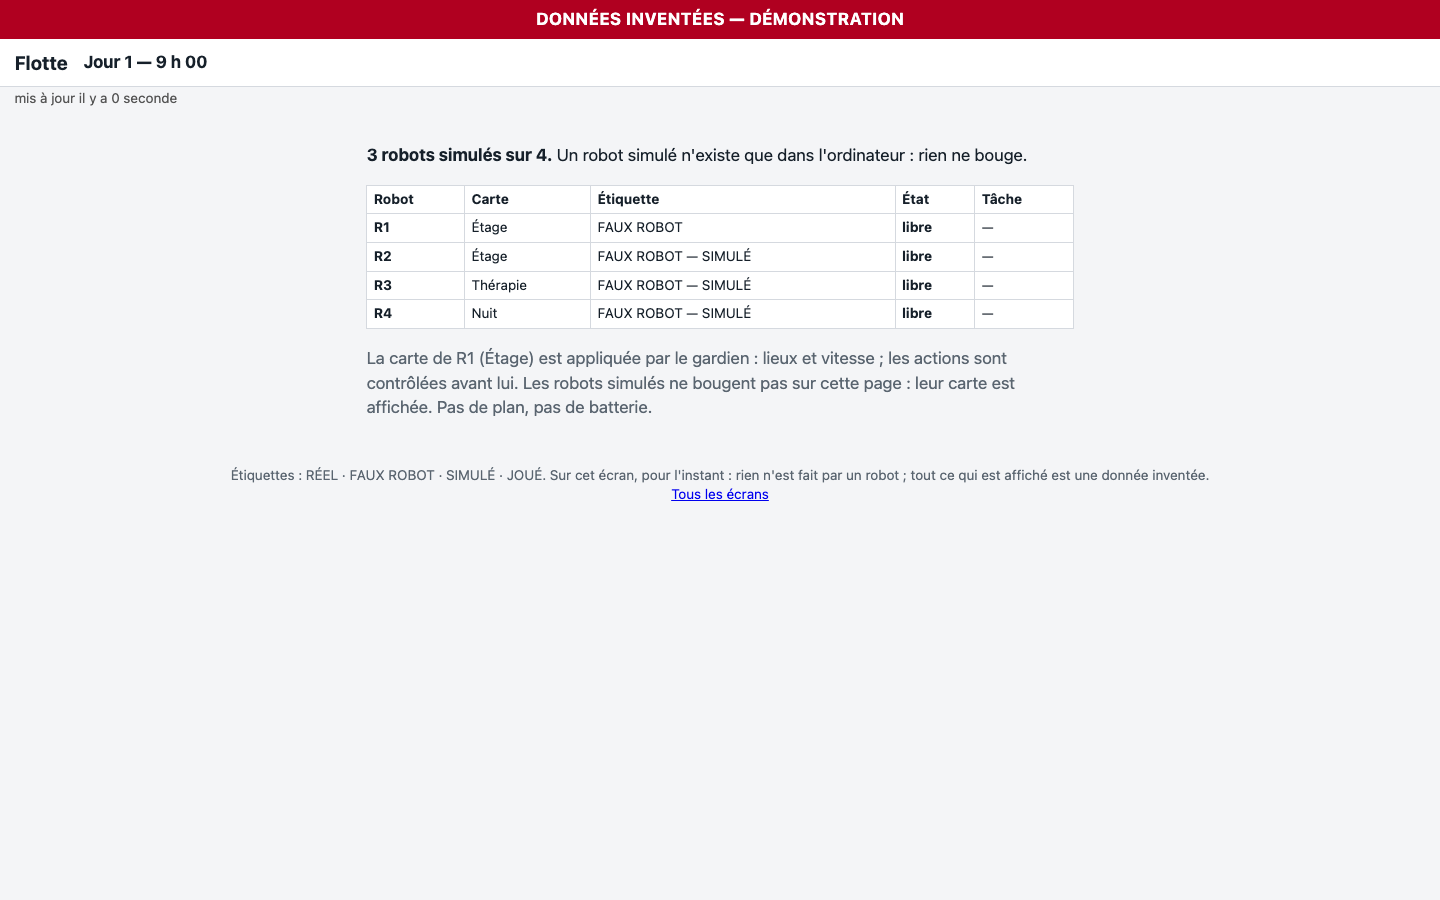 DONNÉES INVENTÉES — DÉMONSTRATION
Flotte Jour 1 — 9 h 00
mis à jour il y a 0 seconde
3 robots simulés sur 4. Un robot simulé n'existe que dans l'ordinateur : rien ne bouge.
Robot Carte Étiquette État Tâche
R1 Étage FAUX ROBOT libre —
R2 Étage FAUX ROBOT — SIMULÉ libre —
R3 Thérapie FAUX ROBOT — SIMULÉ libre —
R4 Nuit FAUX ROBOT — SIMULÉ libre —
La carte de R1 (Étage) est appliquée par le gardien : lieux et vitesse ; les actions sont
contrôlées avant lui. Les robots simulés ne bougent pas sur cette page : leur carte est
affichée. Pas de plan, pas de batterie.
Étiquettes : RÉEL · FAUX ROBOT · SIMULÉ · JOUÉ. Sur cet écran, pour l'instant : rien n'est fait par un robot ; tout ce qui est affiché est une donnée inventée.
Tous les écrans